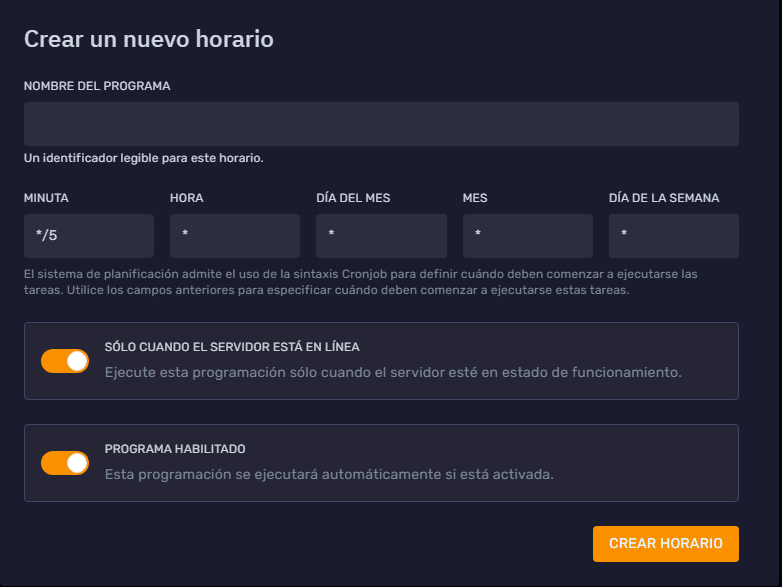 Crear un nuevo horario
NOMBRE DEL PROGRAMA
Un identificador legible para este horario.
MINUTA HORA DÍA DEL MES MES DÍA DE LA SEMANA
*/5 * * * *
El sistema de planificación admite el uso de la sintaxis Cronjob para definir cuándo deben comenzar a ejecutarse las
tareas. Utilice los campos anteriores para especificar cuándo deben comenzar a ejecutarse estas tareas.
SÓLO CUANDO EL SERVIDOR ESTÁ EN LÍNEA
Ejecute esta programación sólo cuando el servidor esté en estado de funcionamiento.
PROGRAMA HABILITADO
Esta programación se ejecutará automáticamente si está activada.
CREAR HORARIO